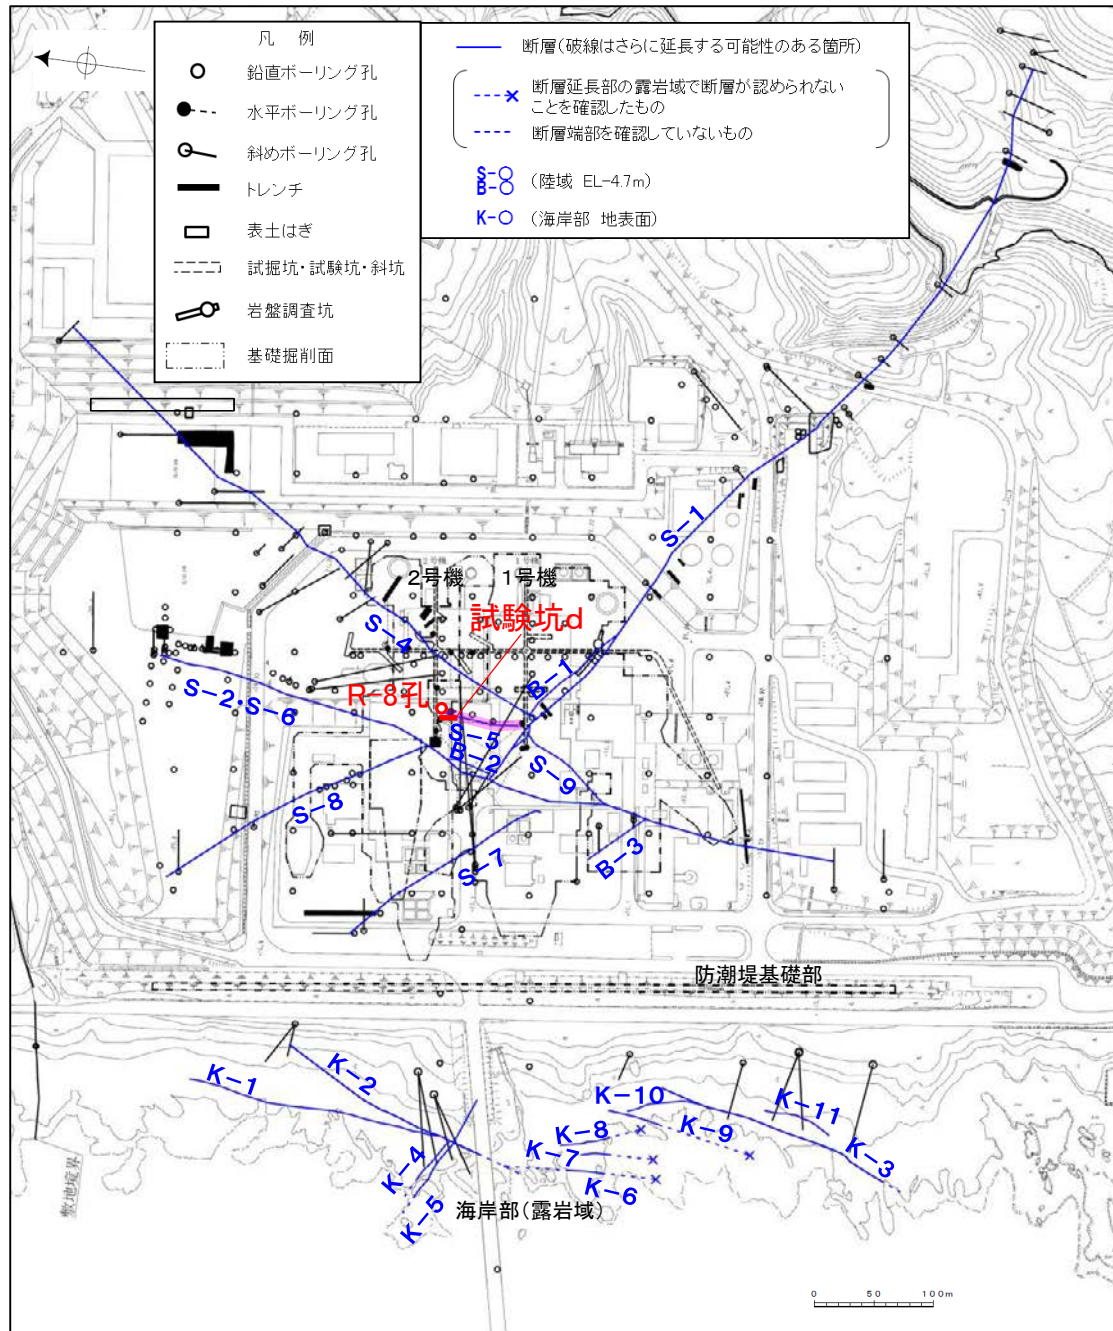 凡 例
鉛直ボーリング孔
水平ボーリング孔
斜めボーリング孔
トレンチ
表土はぎ
試掘坑・試験坑・斜坑
岩盤調査坑
基礎掘削面
断層(破線はさらに延長する可能性のある箇所)
断層延長部の露岩域で断層が認められない
ことを確認したもの
断層端部を確認していないもの
S-○
B-○
(陸域 EL-4.7m)
K-○
(海岸部 地表面)
S-1
2号機
1号機
試験坑d
S-4
B-1
R-8孔
S-2・S-6
S-5
B-2
S-9
S-8
S-7
B-3
防潮堤基礎部
K-1
K-2
K-10
K-11
K-8
K-9
K-7
K-3
K-4
K-6
K-5
海岸部(露岩域)
敷地境界
0 50 100m